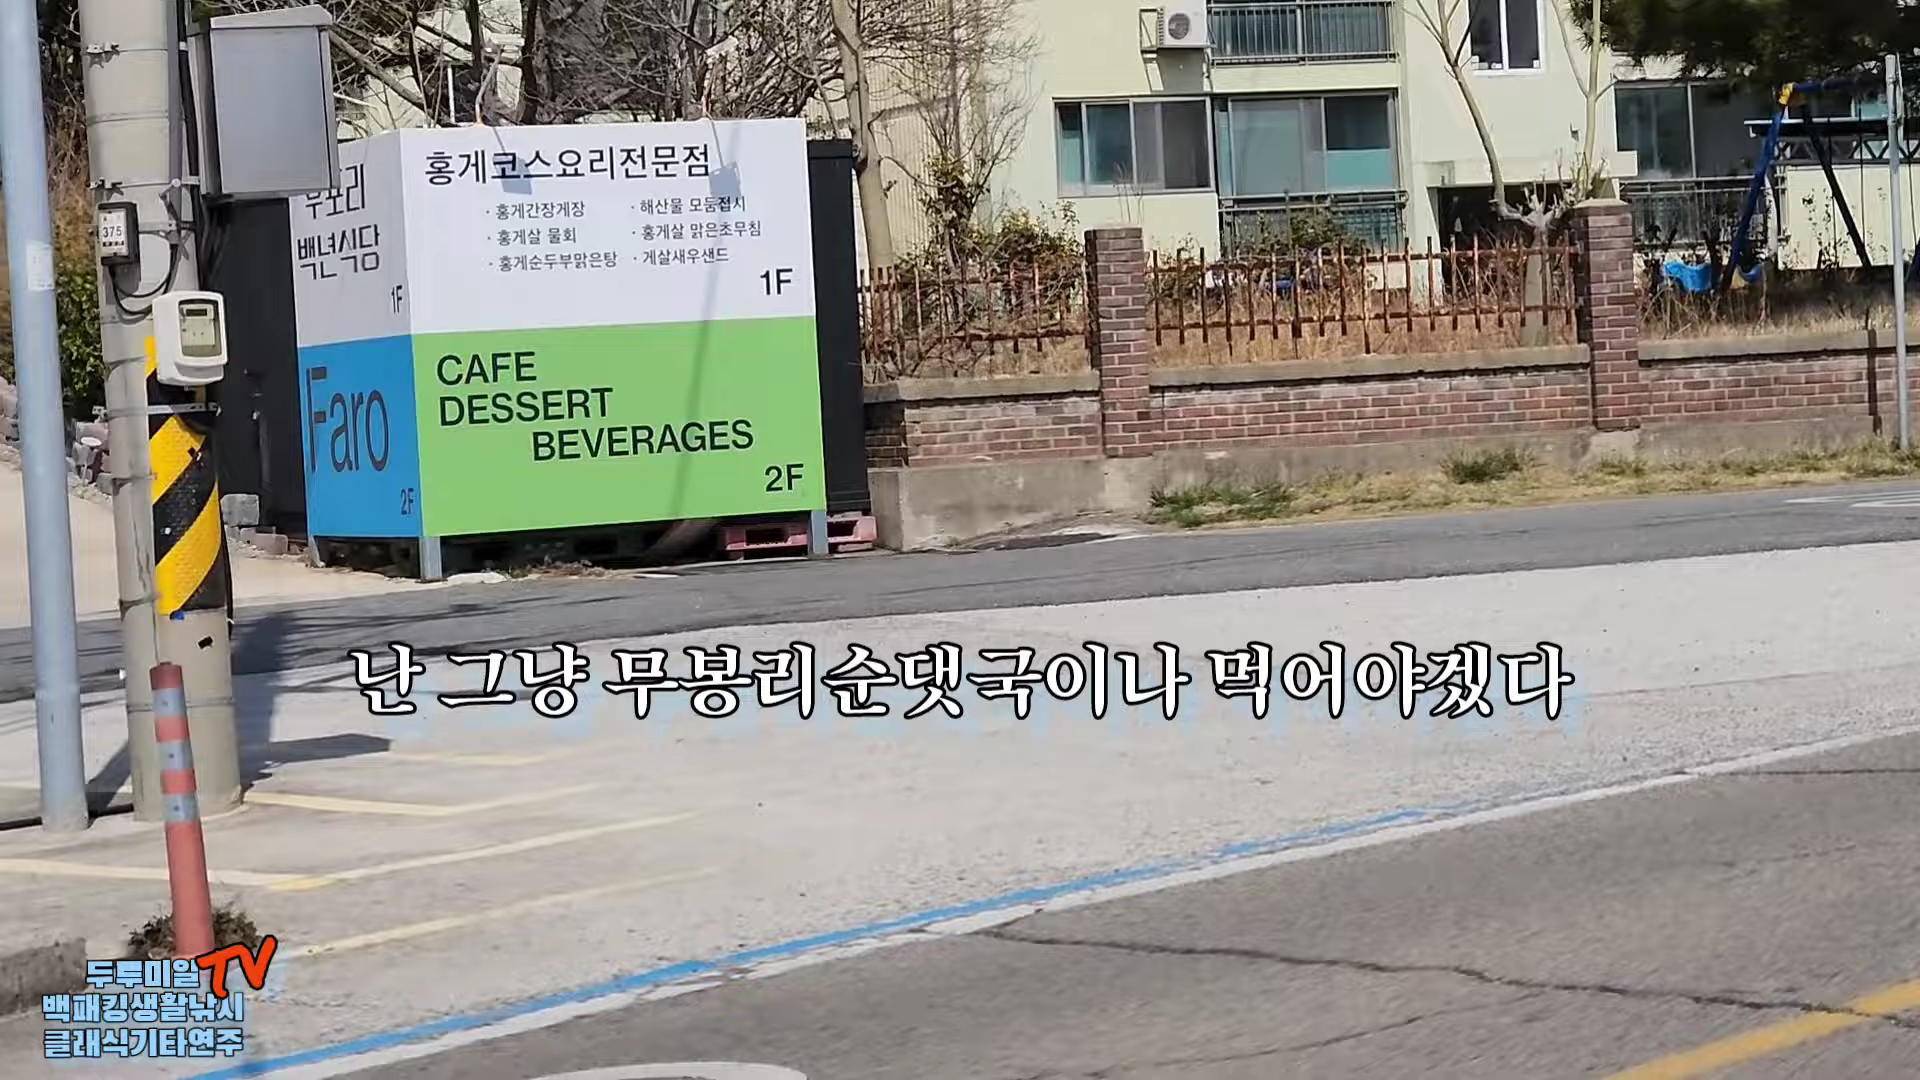 375
백년식당
1F
홍게코스요리전문점
· 홍게간장게장
· 홍게살 물회
· 홍게순두부맑은탕
· 해산물 모둠접시
· 홍게살 맑은초무침
· 게살새우샌드
1F
Faro
2F
CAFE
DESSERT
BEVERAGES
2F
난 그냥 무봉리순댓국이나 먹어야겠다
두루미일TV
백패킹생활낚시
클래식기타연주